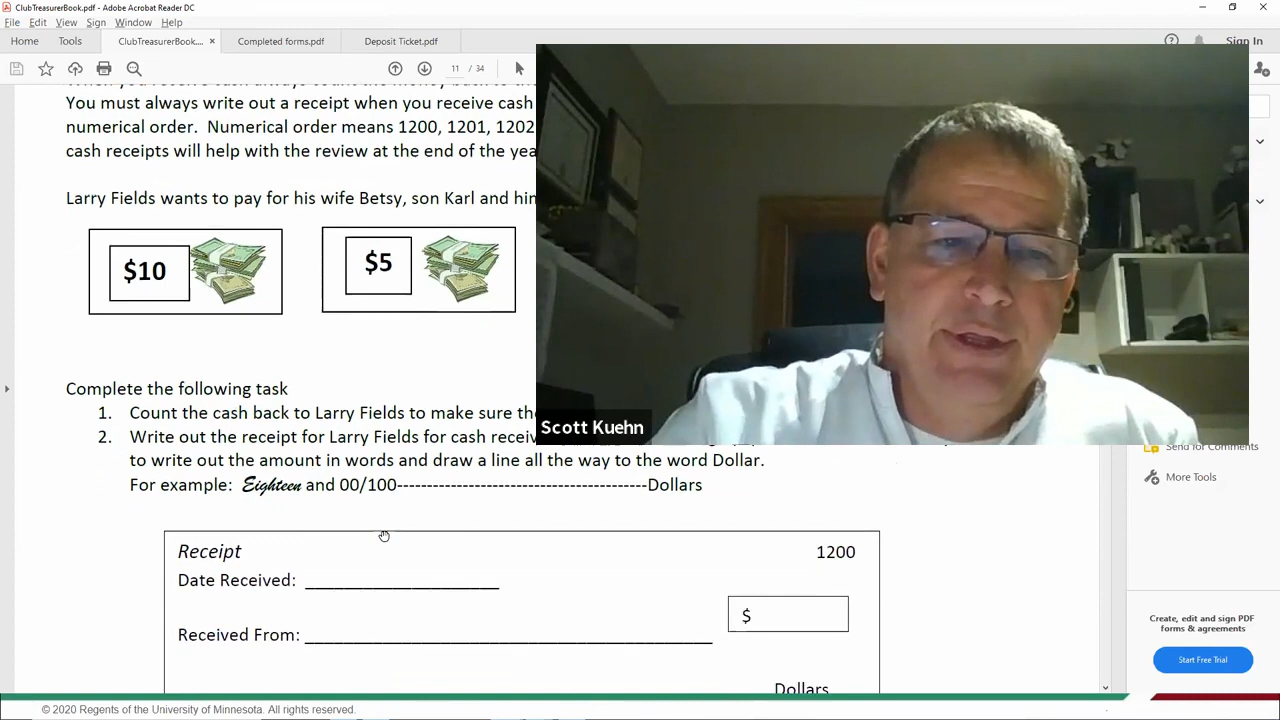 ClubTreasurerBook.pdf - Adobe Acrobat Reader DC
File Edit View Sign Window Help
Home Tools ClubTreasurerBook.... × Completed forms.pdf Deposit Ticket.pdf Sign In
11 / 34
You must always write out a receipt when you receive cash
numerical order. Numerical order means 1200, 1201, 1202
cash receipts will help with the review at the end of the yea
Larry Fields wants to pay for his wife Betsy, son Karl and him
$10 $5
Complete the following task
1. Count the cash back to Larry Fields to make sure the
Scott Kuehn
2. Write out the receipt for Larry Fields for cash receiv
to write out the amount in words and draw a line all the way to the word Dollar.
Send for Comments
More Tools
For example: Eighteen and 00/100-----------------------------------------Dollars
Receipt 1200
Date Received: ____________________
$
Received From: __________________________________________
Dollars
Create, edit and sign PDF
forms & agreements
Start Free Trial
© 2020 Regents of the University of Minnesota. All rights reserved.